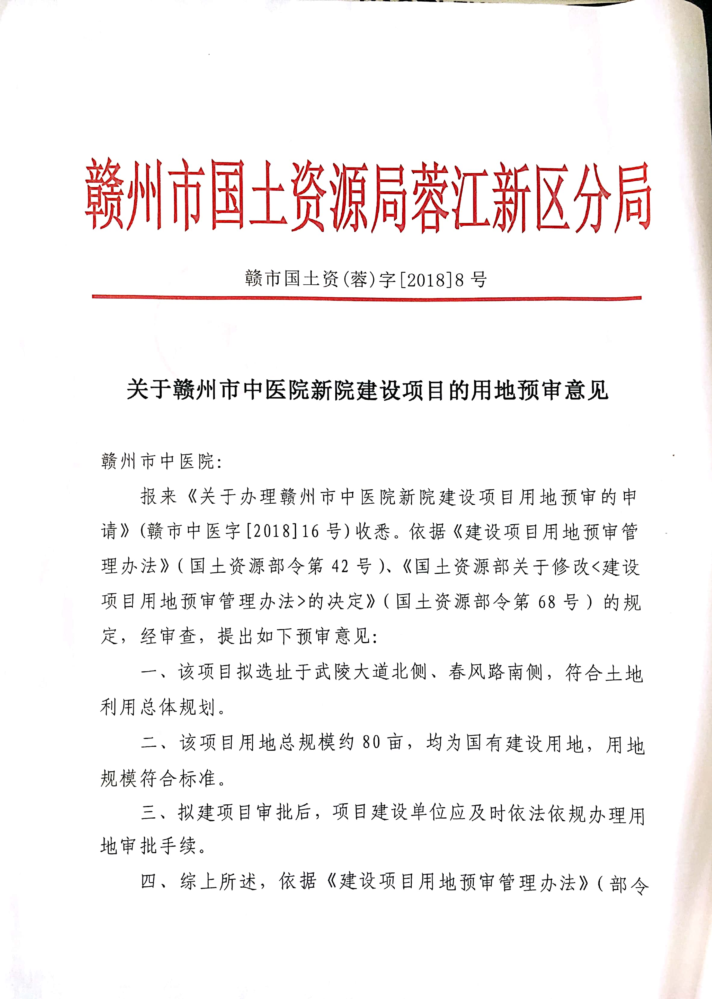 赣州市国土资源局蓉江新区分局
赣市国土资(蓉)字[2018]8号
关于赣州市中医院新院建设项目的用地预审意见
赣州市中医院:
报来《关于办理赣州市中医院新院建设项目用地预审的申
请》(赣市中医字[2018]16号)收悉。依据《建设项目用地预审管
理办法》(国土资源部令第42号)、《国土资源部关于修改<建设
项目用地预审管理办法>的决定》(国土资源部令第68号)的规
定，经审查，提出如下预审意见:
一、该项目拟选址于武陵大道北侧、春风路南侧，符合土地
利用总体规划。
二、该项目用地总规模约80亩，均为国有建设用地，用地
规模符合标准。
三、拟建项目审批后，项目建设单位应及时依法依规办理用
地审批手续。
四、综上所述，依据《建设项目用地预审管理办法》(部令